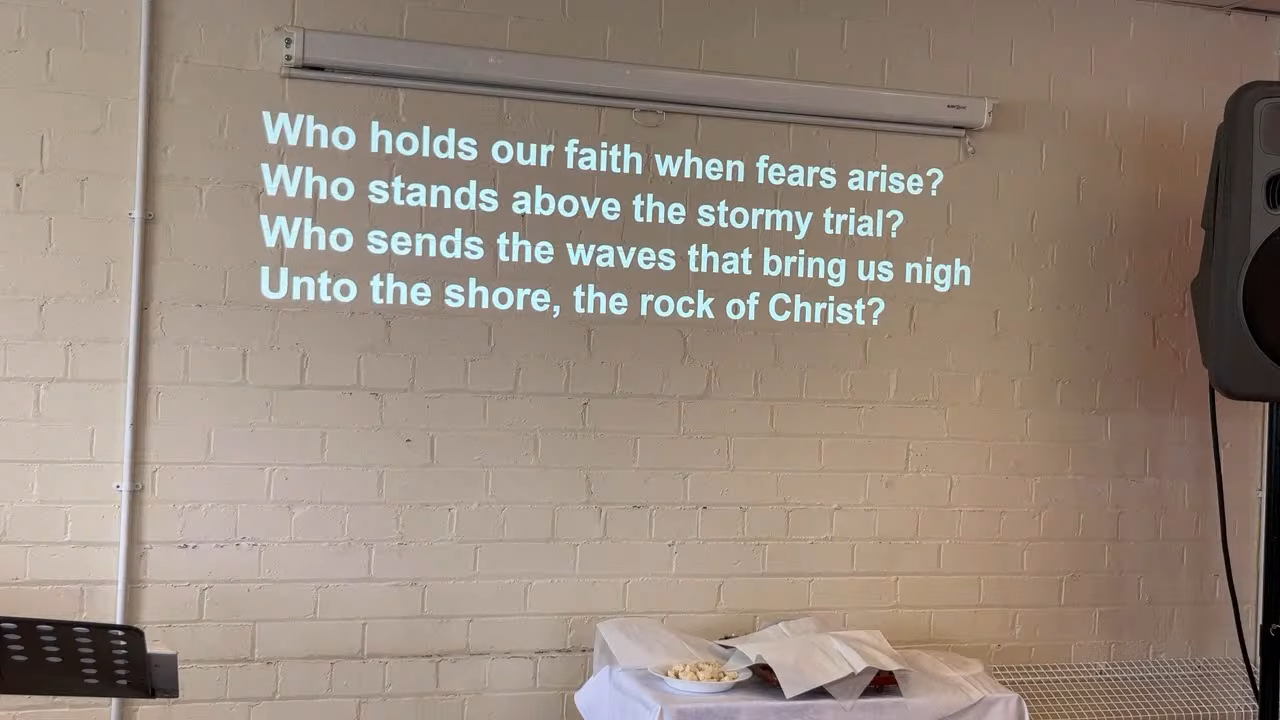 Who holds our faith when fears arise?
Who stands above the stormy trial?
Who sends the waves that bring us nigh
Unto the shore, the rock of Christ?